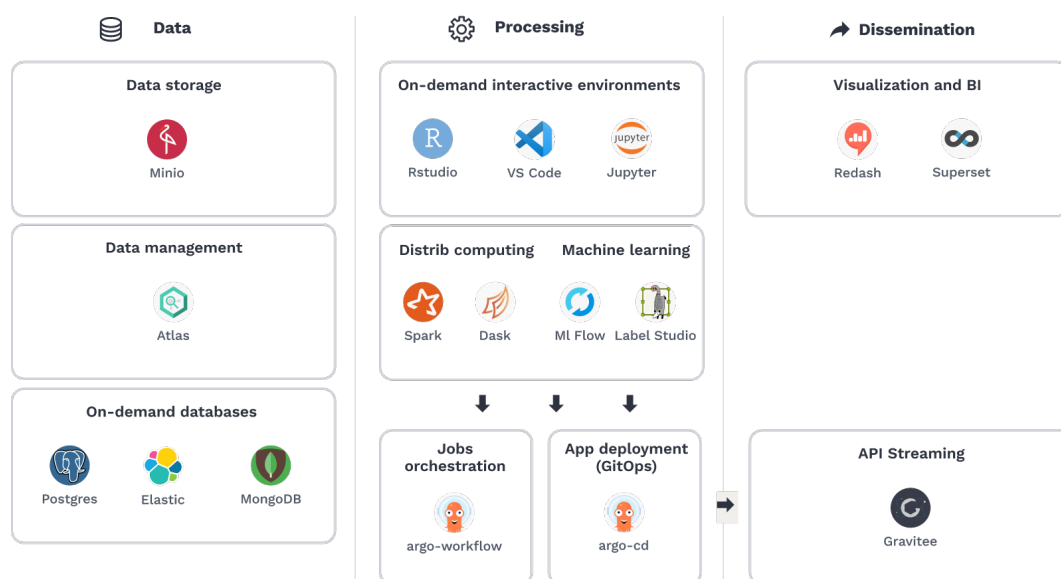 Data
Data storage
Minio
Data management
Atlas
On-demand databases
Postgres
Elastic
MongoDB
Processing
On-demand interactive environments
R
Rstudio
VS Code
jupyter
Jupyter
Distrib computing
Machine learning
Spark
Dask
Ml Flow
Label Studio
Jobs
orchestration
argo-workflow
App deployment
(GitOps)
argo-cd
Dissemination
Visualization and BI
Redash
Superset
API Streaming
Gravitee